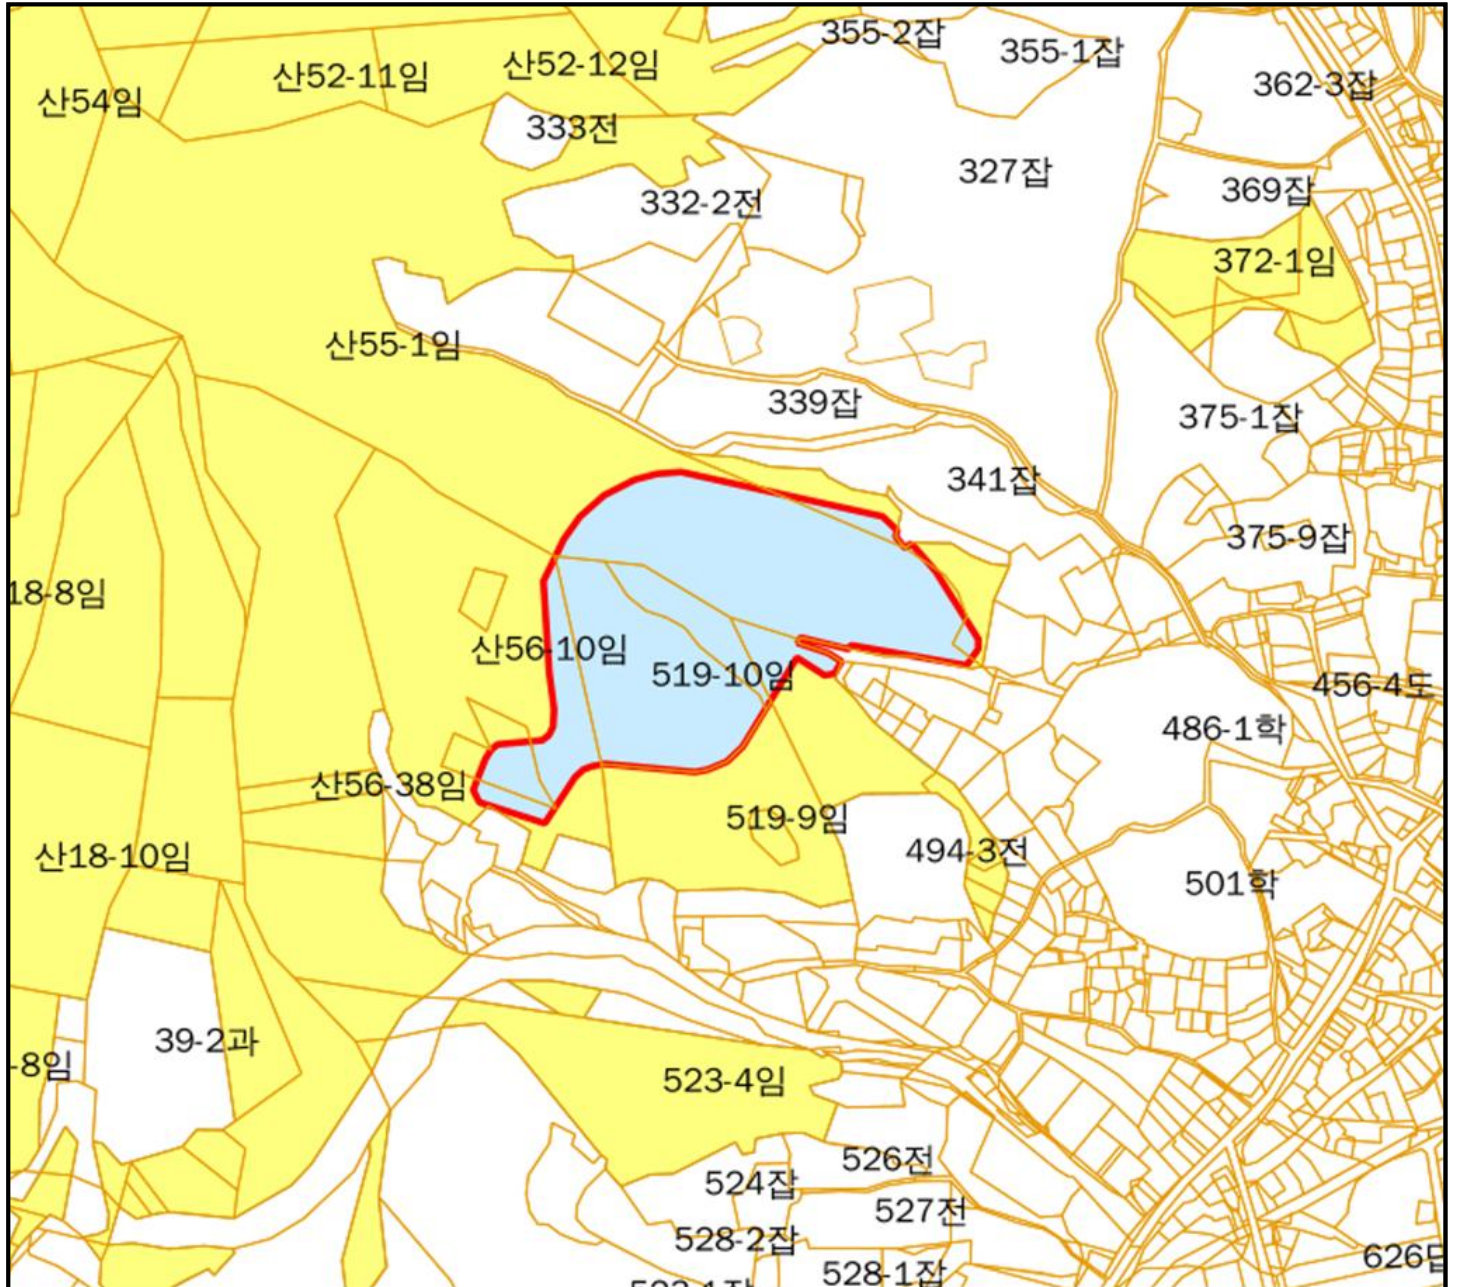 355-2잡
355-1잡
산52-12임
산52-11임
362-3잡
산54임
333전
327잡
369잡
332-2전
372-1임
산55-1임
339잡
375-1잡
341잡
375-9잡
18-8임
산56-10임
519-10임
456-4도
486-1학
산56-38임
519-9임
494-3전
산18-10임
501학
39-2과
-8임
523-4임
526전
524잡
527전
528-2잡
626답
528-1잡